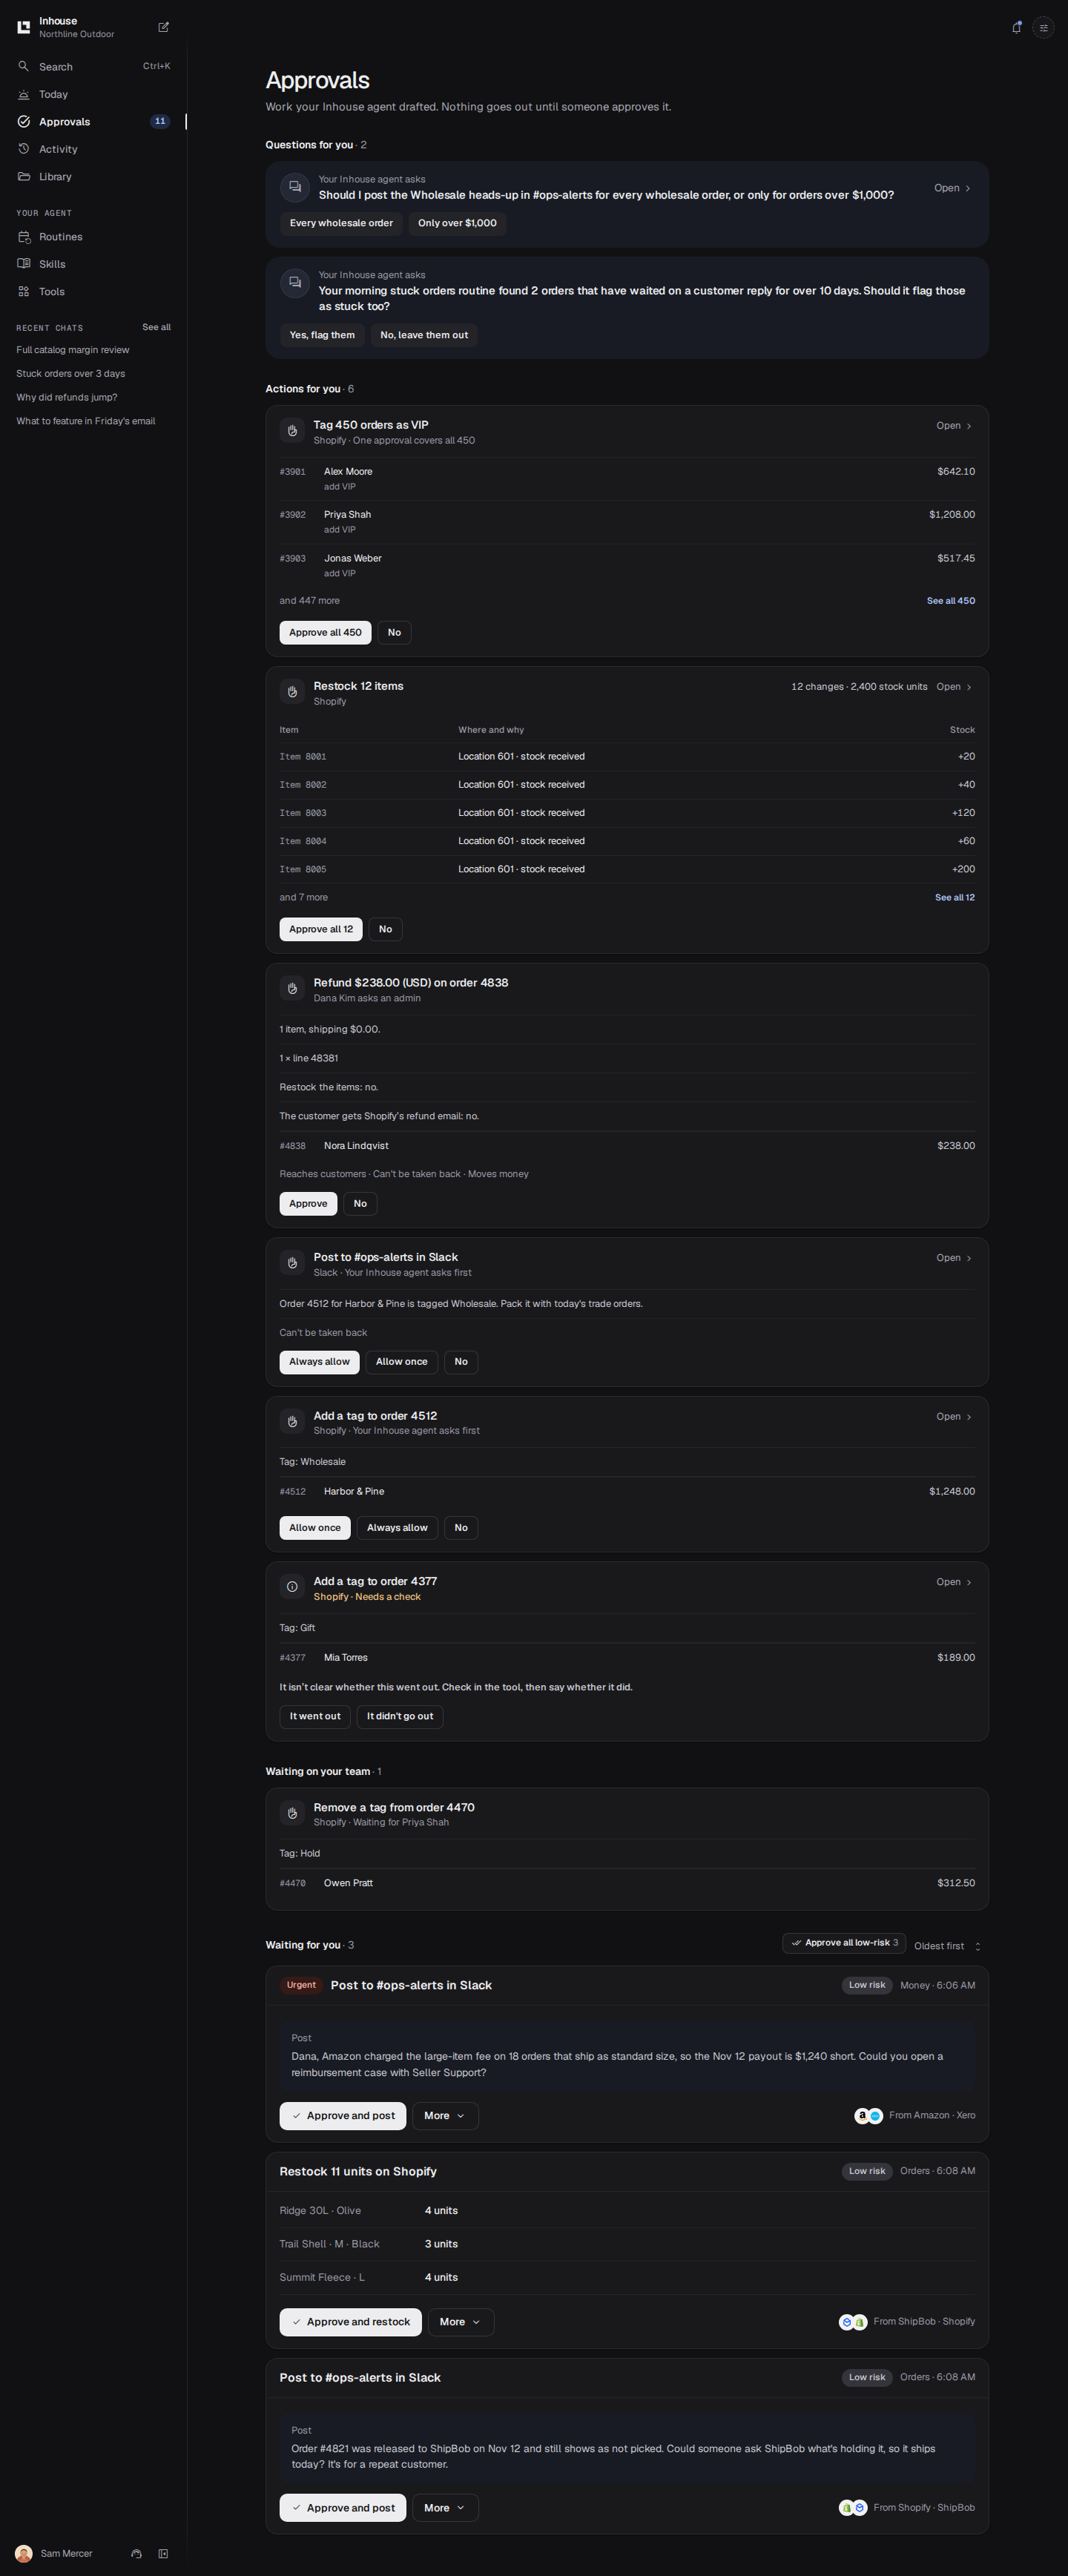 Inhouse
Northline Outdoor
Search Ctrl+K
Today
Approvals 11
Activity
Library
YOUR AGENT
Routines
Skills
Tools
RECENT CHATS See all
Full catalog margin review
Stuck orders over 3 days
Why did refunds jump?
What to feature in Friday's email
Sam Mercer
Approvals
Work your Inhouse agent drafted. Nothing goes out until someone approves it.
Questions for you · 2
Your Inhouse agent asks
Should I post the Wholesale heads-up in #ops-alerts for every wholesale order, or only for orders over $1,000?
Open
Every wholesale order Only over $1,000
Your Inhouse agent asks
Your morning stuck orders routine found 2 orders that have waited on a customer reply for over 10 days. Should it flag those
as stuck too?
Yes, flag them No, leave them out
Actions for you · 6
Tag 450 orders as VIP Open
Shopify · One approval covers all 450
#3901 Alex Moore $642.10
add VIP
#3902 Priya Shah $1,208.00
add VIP
#3903 Jonas Weber $517.45
add VIP
and 447 more See all 450
Approve all 450 No
Restock 12 items 12 changes · 2,400 stock units Open
Shopify
Item Where and why Stock
Item 8001 Location 601 · stock received +20
Item 8002 Location 601 · stock received +40
Item 8003 Location 601 · stock received +120
Item 8004 Location 601 · stock received +60
Item 8005 Location 601 · stock received +200
and 7 more See all 12
Approve all 12 No
Refund $238.00 (USD) on order 4838
Dana Kim asks an admin
1 item, shipping $0.00.
1 × line 48381
Restock the items: no.
The customer gets Shopify's refund email: no.
#4838 Nora Lindqvist $238.00
Reaches customers · Can't be taken back · Moves money
Approve No
Post to #ops-alerts in Slack Open
Slack · Your Inhouse agent asks first
Order 4512 for Harbor & Pine is tagged Wholesale. Pack it with today's trade orders.
Can't be taken back
Always allow Allow once No
Add a tag to order 4512 Open
Shopify · Your Inhouse agent asks first
Tag: Wholesale
#4512 Harbor & Pine $1,248.00
Allow once Always allow No
Add a tag to order 4377 Open
Shopify · Needs a check
Tag: Gift
#4377 Mia Torres $189.00
It isn't clear whether this went out. Check in the tool, then say whether it did.
It went out It didn't go out
Waiting on your team · 1
Remove a tag from order 4470
Shopify · Waiting for Priya Shah
Tag: Hold
#4470 Owen Pratt $312.50
Waiting for you · 3 Approve all low-risk 3 Oldest first
Urgent Post to #ops-alerts in Slack Low risk Money · 6:06 AM
Post
Dana, Amazon charged the large-item fee on 18 orders that ship as standard size, so the Nov 12 payout is $1,240 short. Could you open a
reimbursement case with Seller Support?
Approve and post More From Amazon · Xero
Restock 11 units on Shopify Low risk Orders · 6:08 AM
Ridge 30L · Olive 4 units
Trail Shell · M · Black 3 units
Summit Fleece · L 4 units
Approve and restock More From ShipBob · Shopify
Post to #ops-alerts in Slack Low risk Orders · 6:08 AM
Post
Order #4821 was released to ShipBob on Nov 12 and still shows as not picked. Could someone ask ShipBob what's holding it, so it ships
today? It's for a repeat customer.
Approve and post More From Shopify · ShipBob